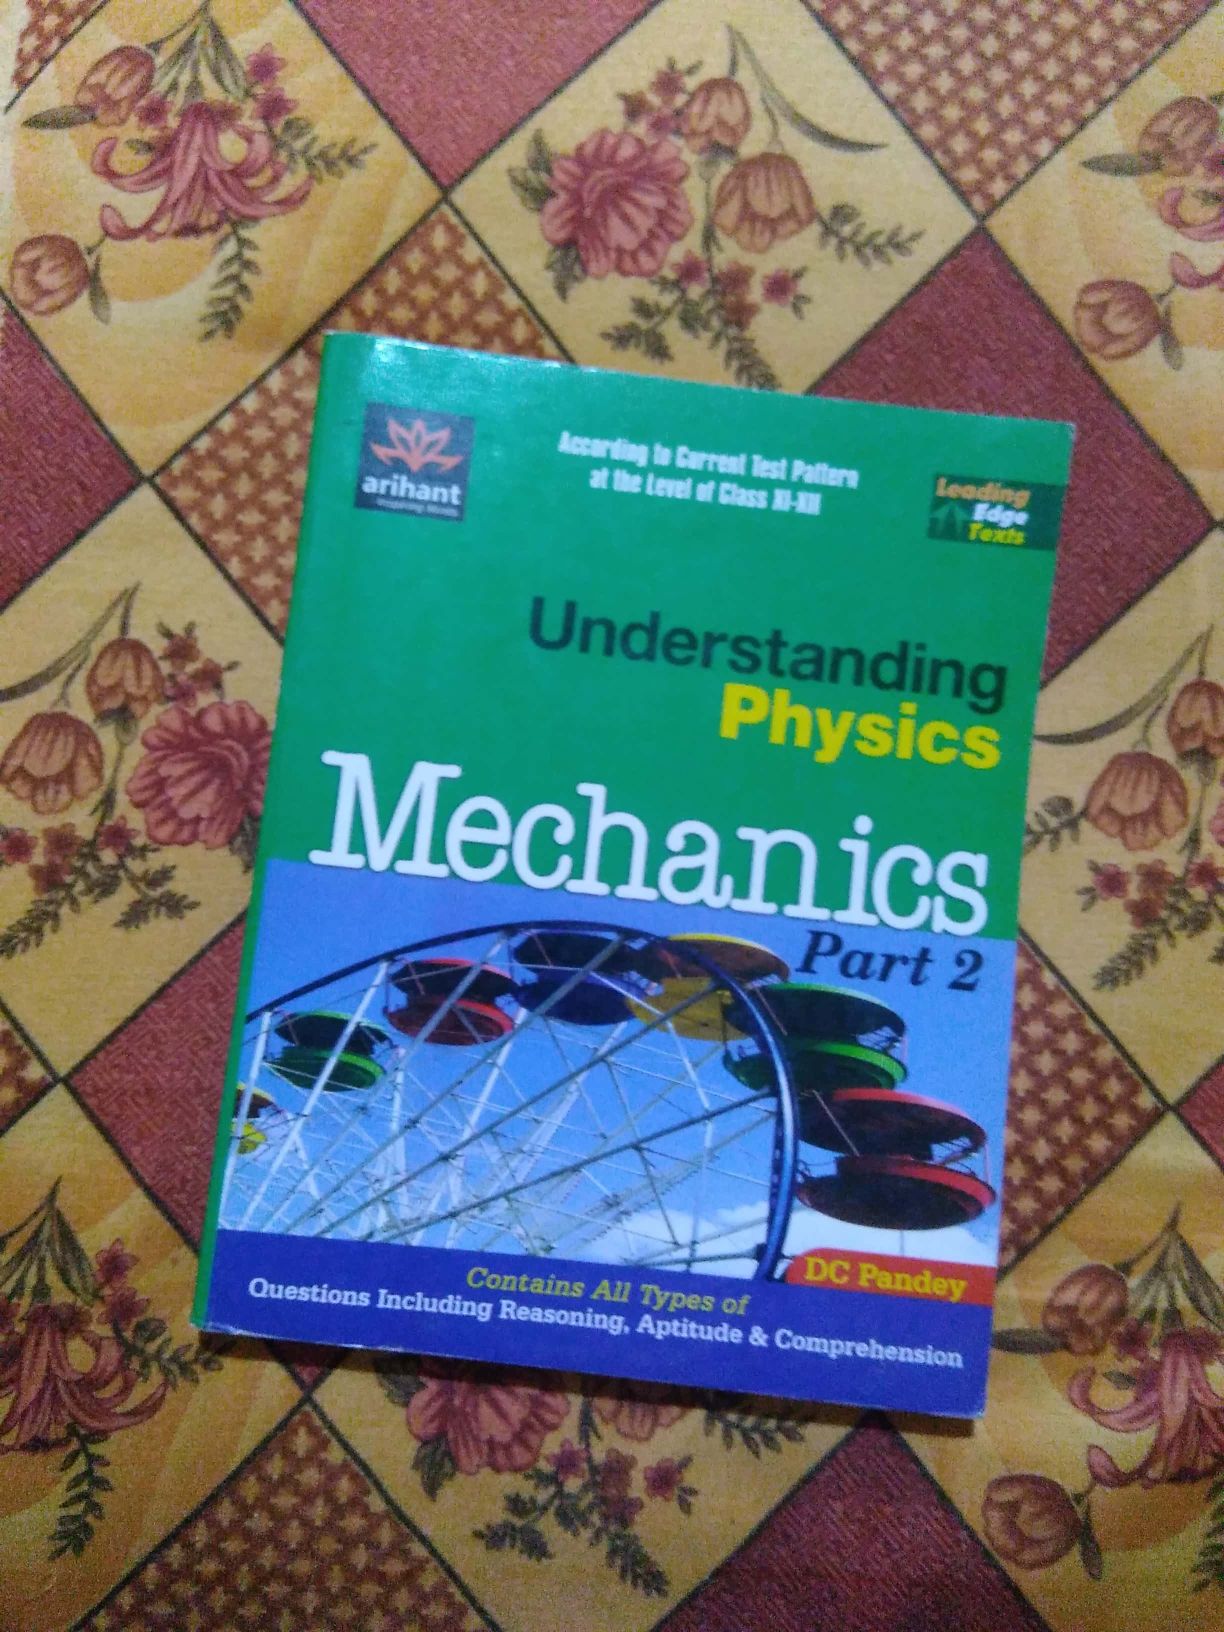 arihant
According to Current Test Pattern
at the Level of Class XI-XII
Leading
Edge
Texts
Understanding
Physics
Mechanics
Part 2
DC Pandey
Contains All Types of
Questions Including Reasoning, Aptitude & Comprehension